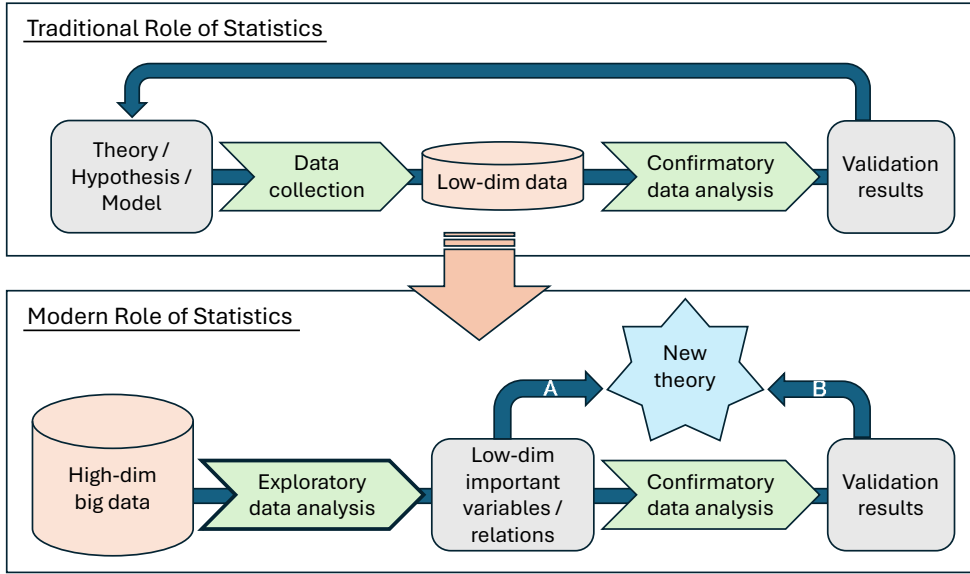 Traditional Role of Statistics
Theory /
Hypothesis /
Model
Data
collection
Low-dim data
Confirmatory
data analysis
Validation
results
Modern Role of Statistics
New
theory
A
B
High-dim
big data
Exploratory
data analysis
Low-dim
important
variables /
relations
Confirmatory
data analysis
Validation
results